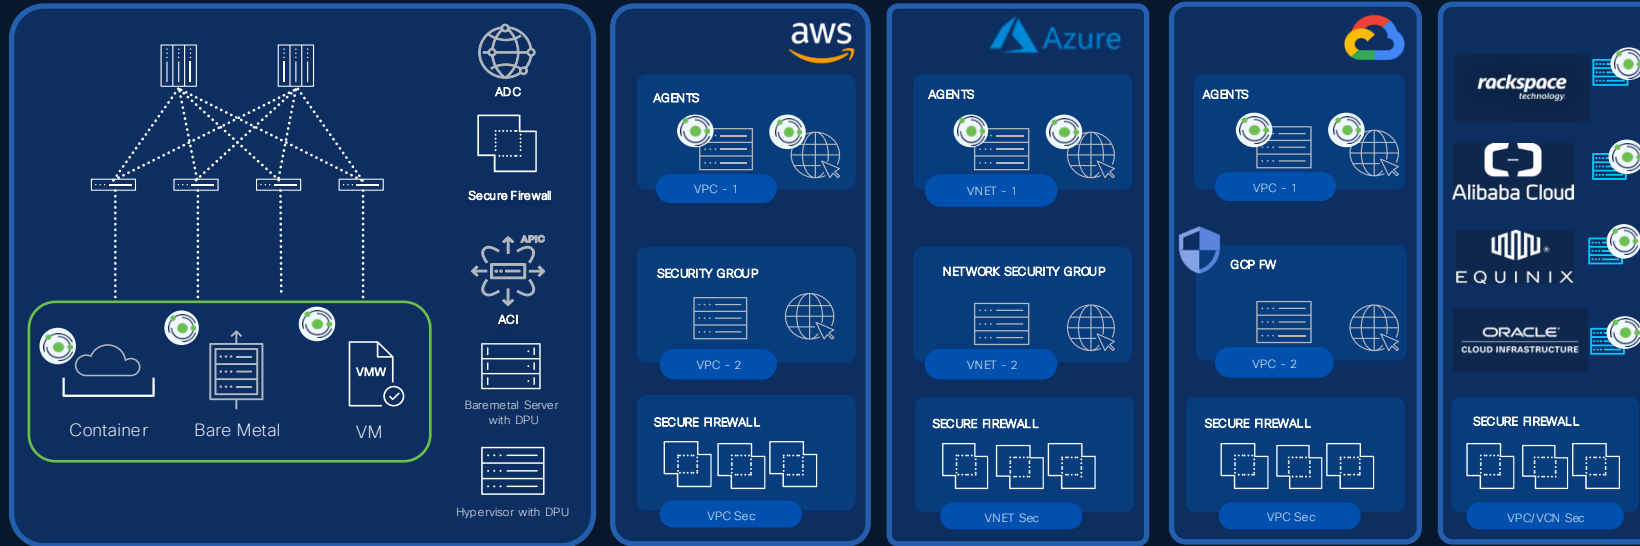 ADC
Secure Firewall
APIC
ACI
Baremetal Server
with DPU
Hypervisor with DPU
VMW
Container
Bare Metal
VM
aws
AGENTS
VPC - 1
SECURITY GROUP
VPC - 2
SECURE FIREWALL
VPC Sec
Azure
AGENTS
VNET - 1
NETWORK SECURITY GROUP
VNET - 2
SECURE FIREWALL
VNET Sec
AGENTS
VPC - 1
GCP FW
VPC - 2
SECURE FIREWALL
VPC Sec
rackspace
technology
Alibaba Cloud
EQUINIX
ORACLE
CLOUD INFRASTRUCTURE
SECURE FIREWALL
VPC/VCN Sec